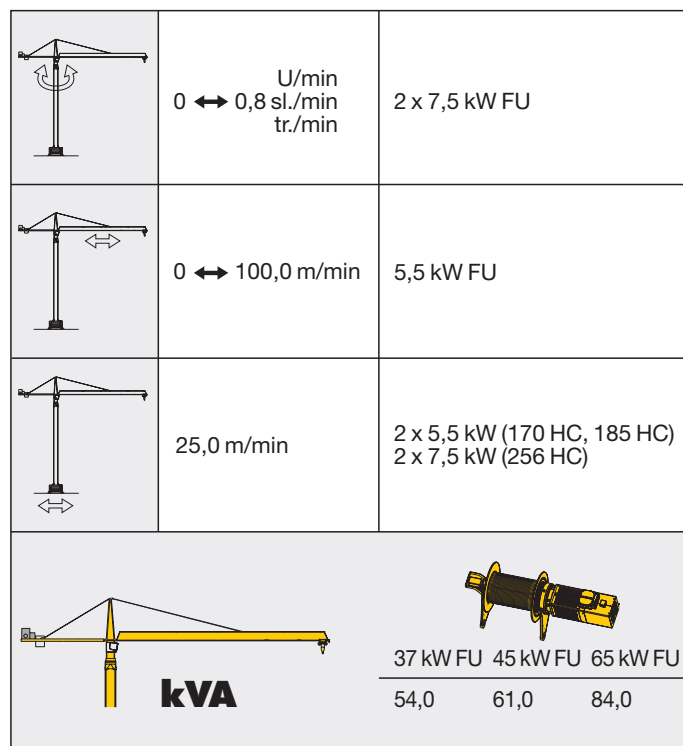 U/min
0 ↔ 0,8 sl./min
tr./min
2 x 7,5 kW FU
0 ↔ 100,0 m/min
5,5 kW FU
25,0 m/min
2 x 5,5 kW (170 HC, 185 HC)
2 x 7,5 kW (256 HC)
kVA
37 kW FU 45 kW FU 65 kW FU
54,0 61,0 84,0